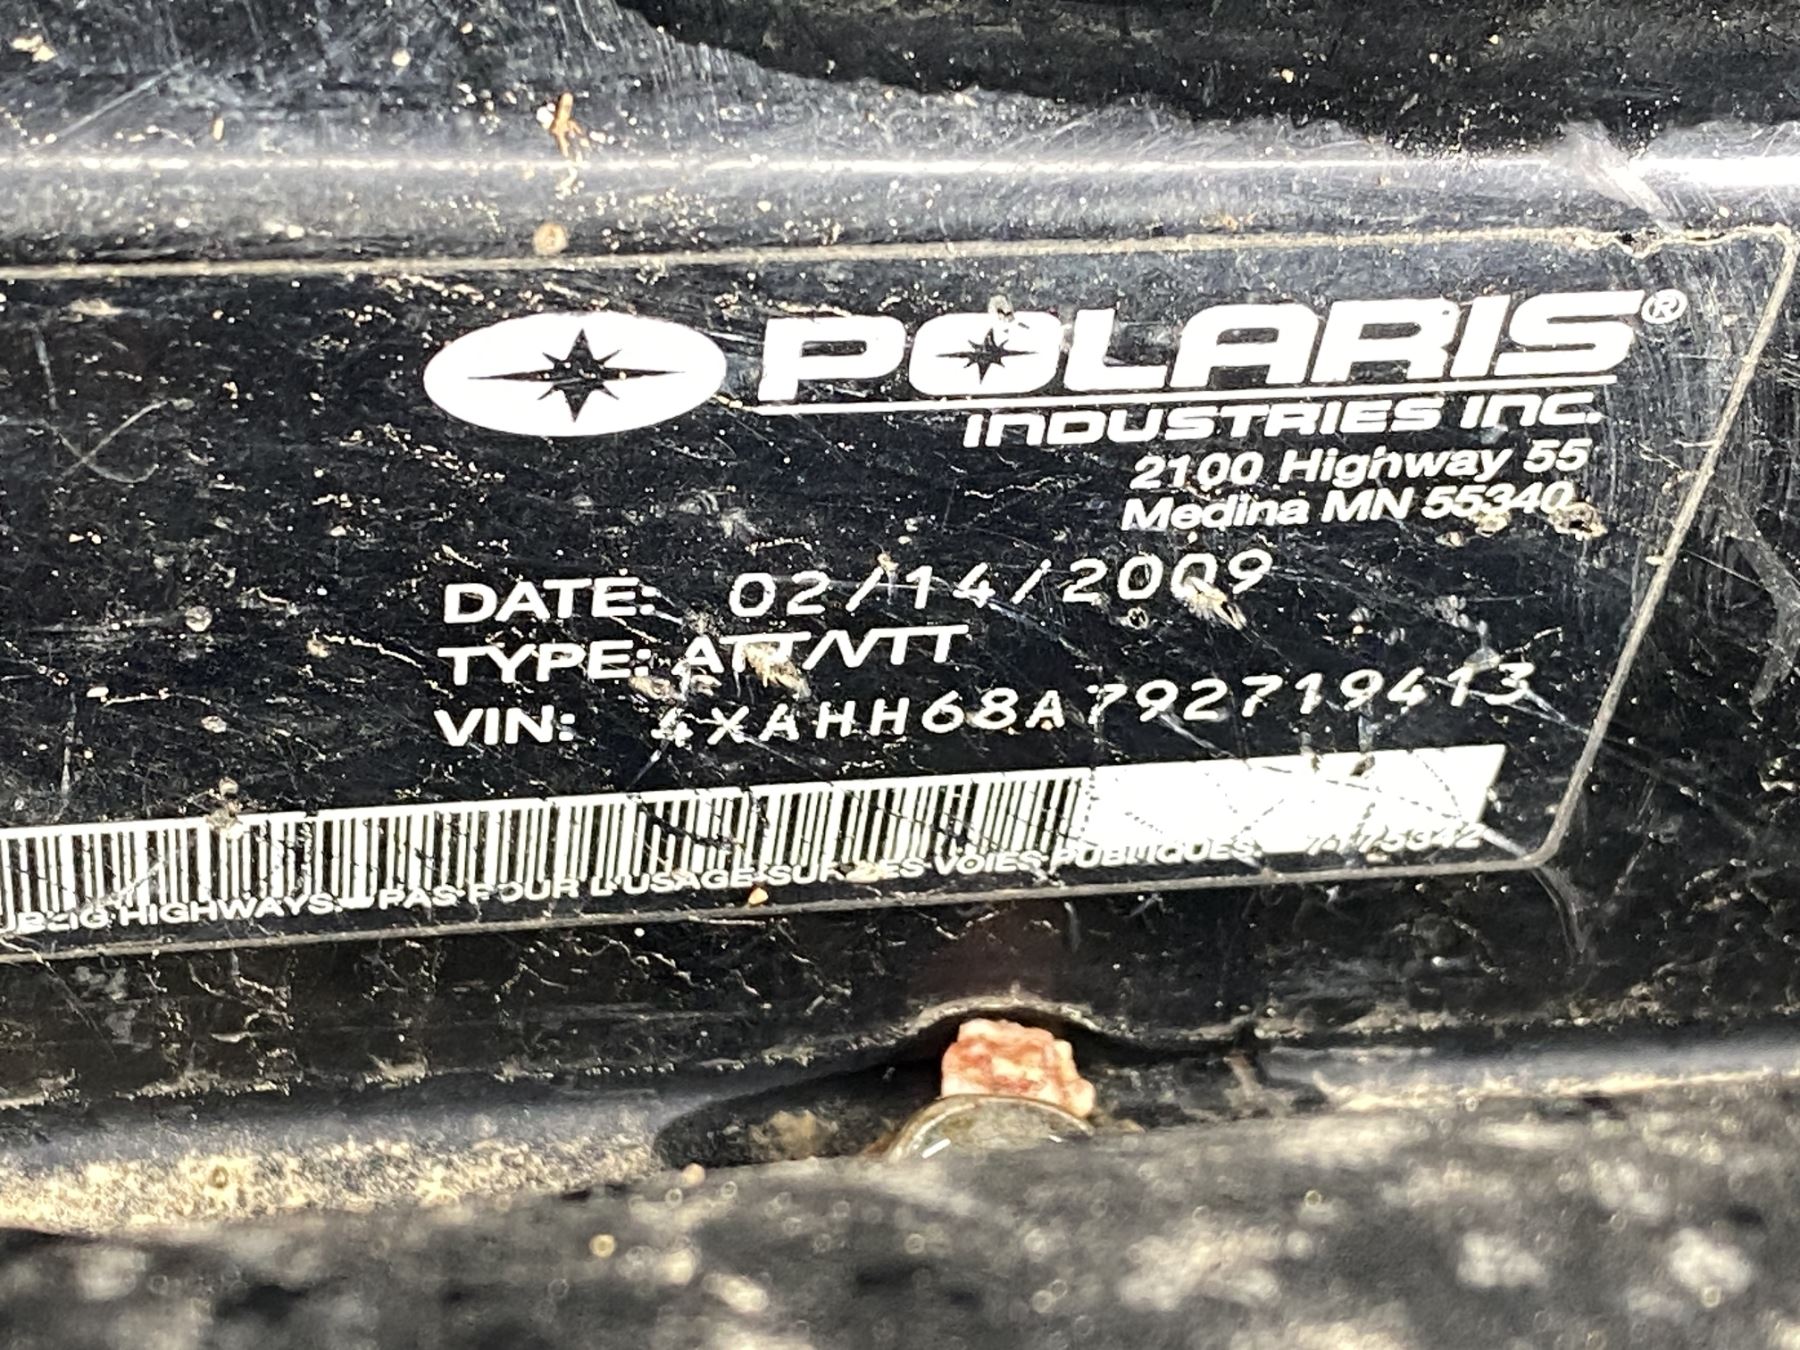 POLARIS®
INDUSTRIES INC.
2100 Highway 55
Medina MN 55340
DATE: 02/14/2009
TYPE: ATT/VTT
VIN: 4XAHH68A792719413
HIGHWAYS.—PAS POUR L'USAGE SUR LES VOIES PUBLIQUES.